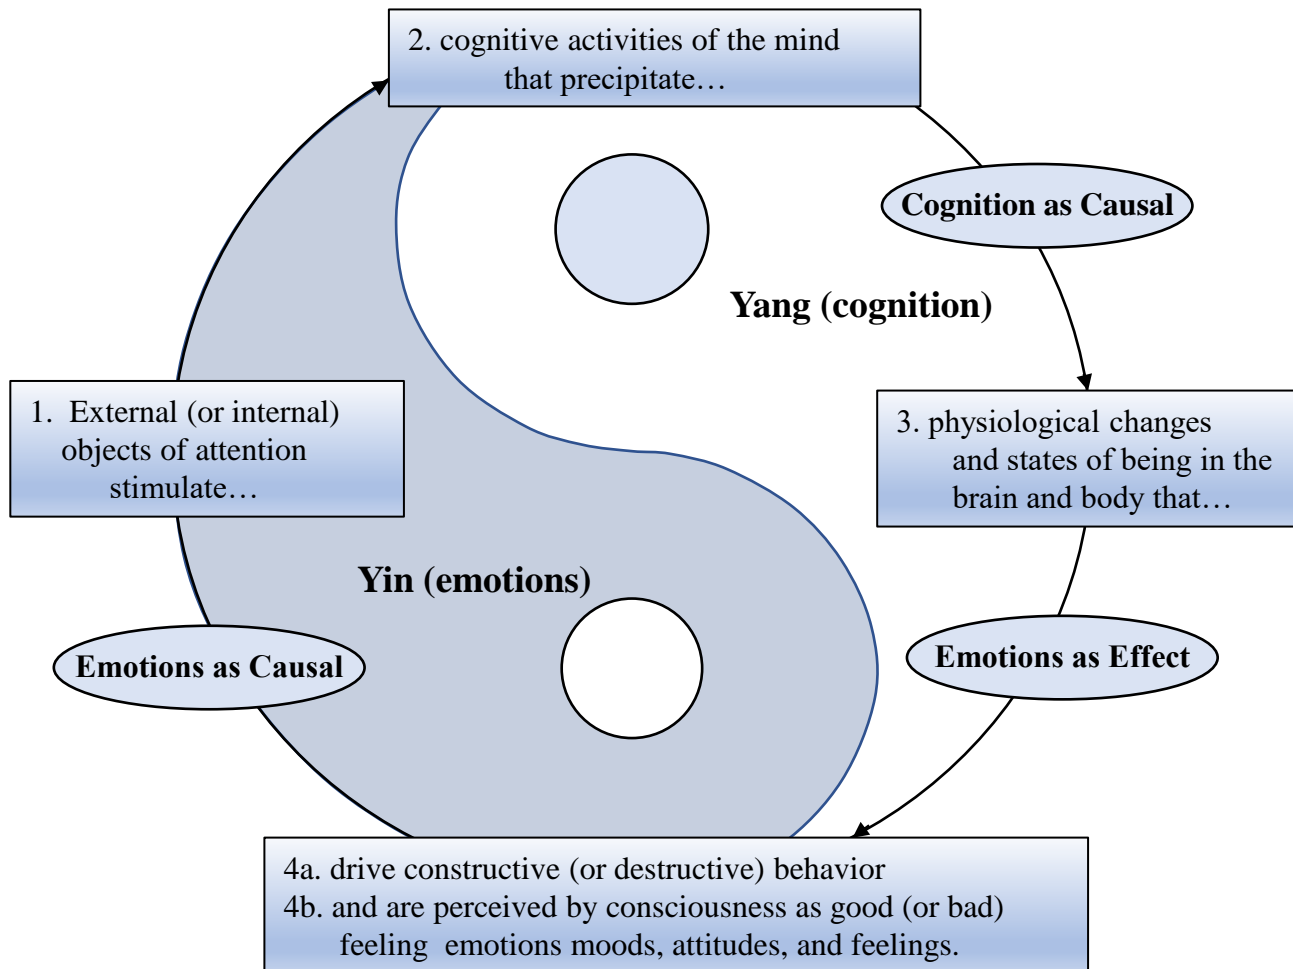 2. cognitive activities of the mind
that precipitate…
Cognition as Causal
Yang (cognition)
1. External (or internal)
objects of attention
stimulate…
3. physiological changes
and states of being in the
brain and body that…
Yin (emotions)
Emotions as Causal
Emotions as Effect
4a. drive constructive (or destructive) behavior
4b. and are perceived by consciousness as good (or bad)
feeling emotions moods, attitudes, and feelings.